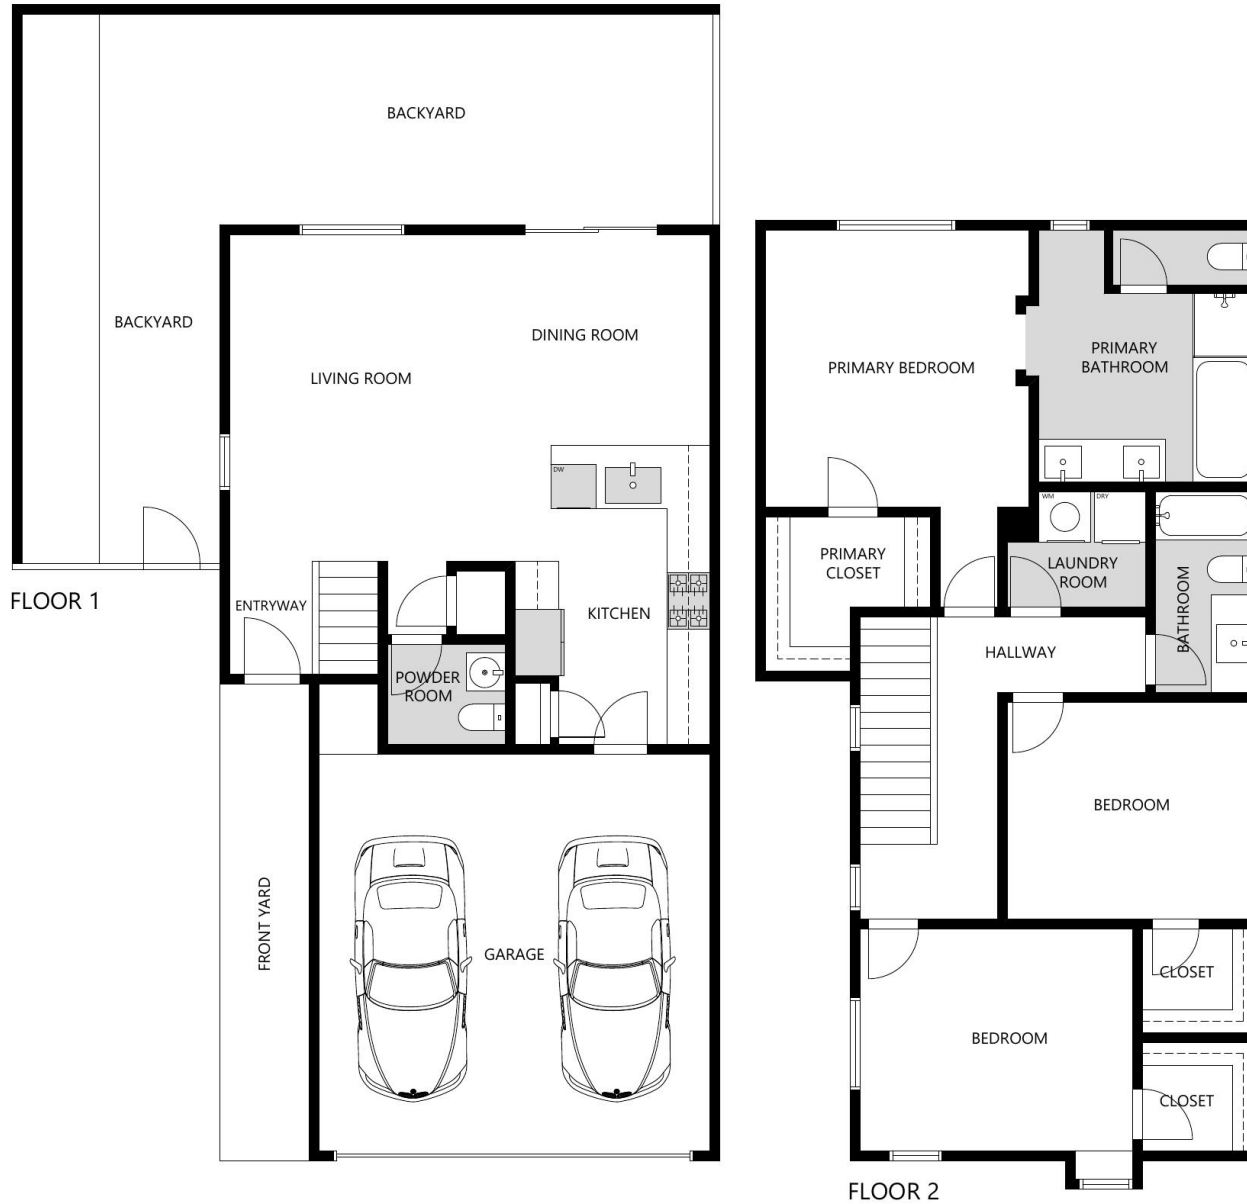 BACKYARD
BACKYARD
DINING ROOM
LIVING ROOM
DW
ENTRYWAY
KITCHEN
POWDER
ROOM
FRONT YARD
GARAGE
FLOOR 1
PRIMARY BEDROOM
PRIMARY
BATHROOM
WM
DRY
PRIMARY
CLOSET
LAUNDRY
ROOM
BATHROOM
HALLWAY
BEDROOM
CLOSET
BEDROOM
CLOSET
FLOOR 2